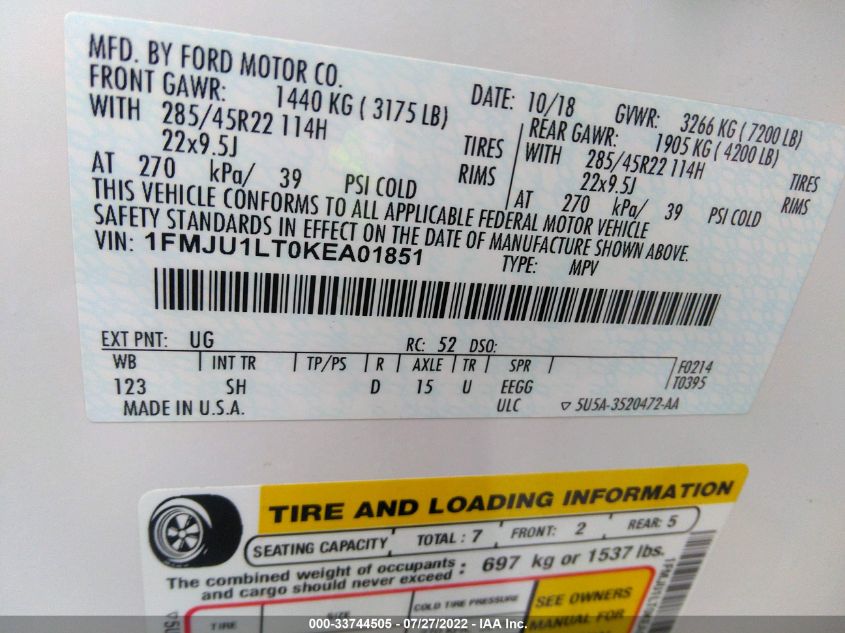 MFD. BY FORD MOTOR CO.
DATE: 10/18 GVWR: 3266 KG ( 7200 LB)
FRONT GAWR: 1440 KG ( 3175 LB)
WITH 285/45R22 114H TIRES
22x9.5J RIMS
AT 270 kPa/ 39 PSI COLD
REAR GAWR: 1905 KG ( 4200 LB)
WITH 285/45R22 114H TIRES
22x9.5J RIMS
AT 270 kPa/ 39 PSI COLD
THIS VEHICLE CONFORMS TO ALL APPLICABLE FEDERAL MOTOR VEHICLE
SAFETY STANDARDS IN EFFECT ON THE DATE OF MANUFACTURE SHOWN ABOVE.
VIN: 1FMJU1LT0KEA01851 TYPE: MPV
EXT PNT: UG RC: 52 DSO:
WB INT TR TP/PS R AXLE TR SPR F0214
123 SH D 15 U EEGG T0395
MADE IN U.S.A. ULC ▽ 5U5A-3520472-AA
TIRE AND LOADING INFORMATION
SEATING CAPACITY TOTAL : 7 FRONT: 2 REAR: 5
The combined weight of occupants : 697 kg or 1537 lbs.
and cargo should never exceed
TIRE SIZE COLD TIRE PRESSURE
SEE OWNERS
MANUAL FOR
000-33744505 - 07/27/2022 - IAA Inc.